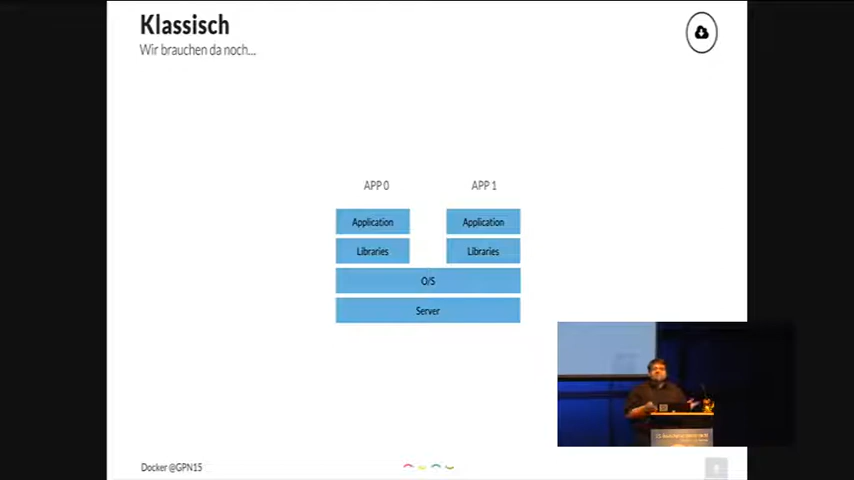 Klassisch
Wir brauchen da noch...
APP 0 APP 1
Application Application
Libraries Libraries
O/S
Server
Docker @GPN15